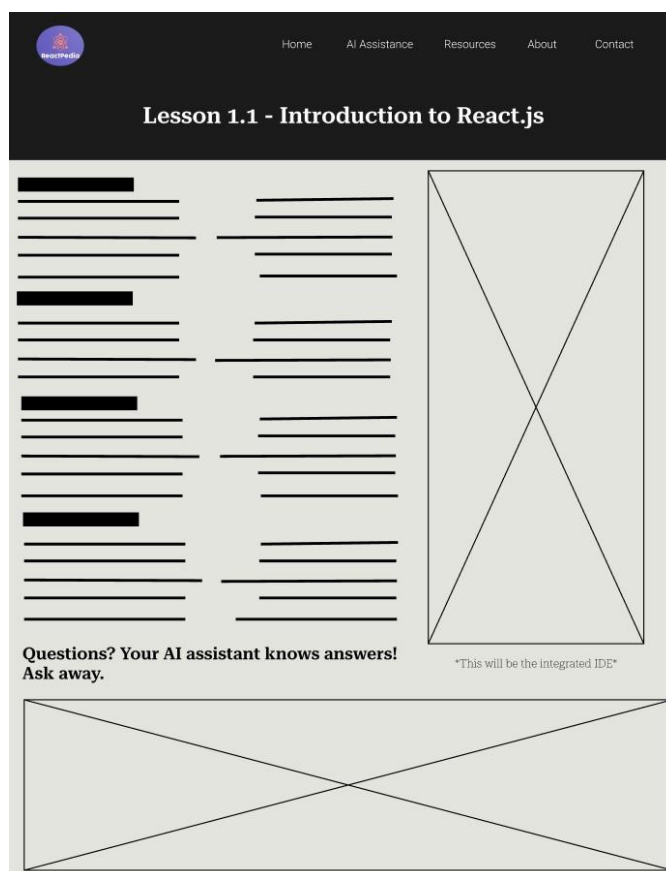 ReactPedia
Home AI Assistance Resources About Contact
Lesson 1.1 - Introduction to React.js
Questions? Your AI assistant knows answers!
Ask away.
*This will be the integrated IDE*